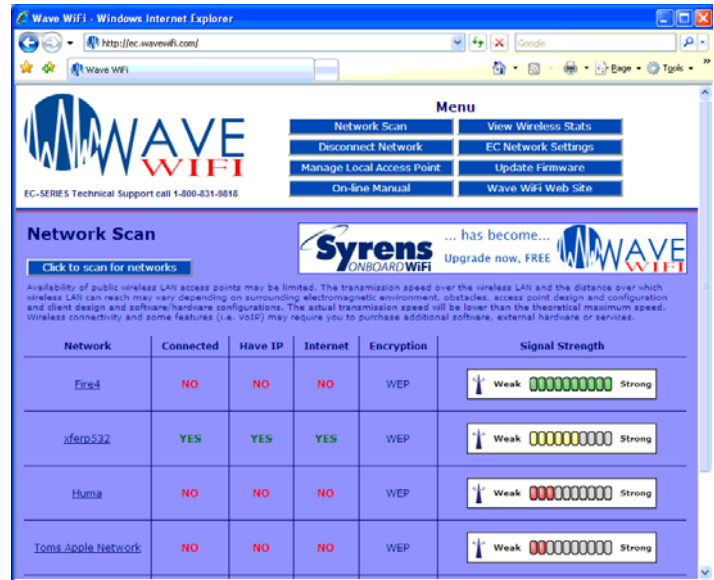 Wave WiFi - Windows Internet Explorer
http://ec.wavewifi.com/
Google
Wave WiFi
Page
Tools
WAVE
WIFI
EC-SERIES Technical Support call 1-800-831-9818
Menu
Network Scan View Wireless Stats
Disconnect Network EC Network Settings
Manage Local Access Point Update Firmware
On-line Manual Wave WiFi Web Site
Network Scan
Click to scan for networks
Syrens
ONBOARD WiFi
... has become...
Upgrade now, FREE
WAVE
WIFI
Availability of public wireless LAN access points may be limited. The transmission speed over the wireless LAN and the distance over which
wireless LAN can reach may vary depending on surrounding electromagnetic environment, obstacles, access point design and configuration
and client design and software/hardware configurations. The actual transmission speed will be lower than the theoretical maximum speed.
Wireless connectivity and some features (i.e. VoIP) may require you to purchase additional software, external hardware or services.
Network Connected Have IP Internet Encryption Signal Strength
Fire4 NO NO NO WEP Weak Strong
xferp532 YES YES YES WEP Weak Strong
Huma NO NO NO WEP Weak Strong
Toms Apple Network NO NO NO WEP Weak Strong